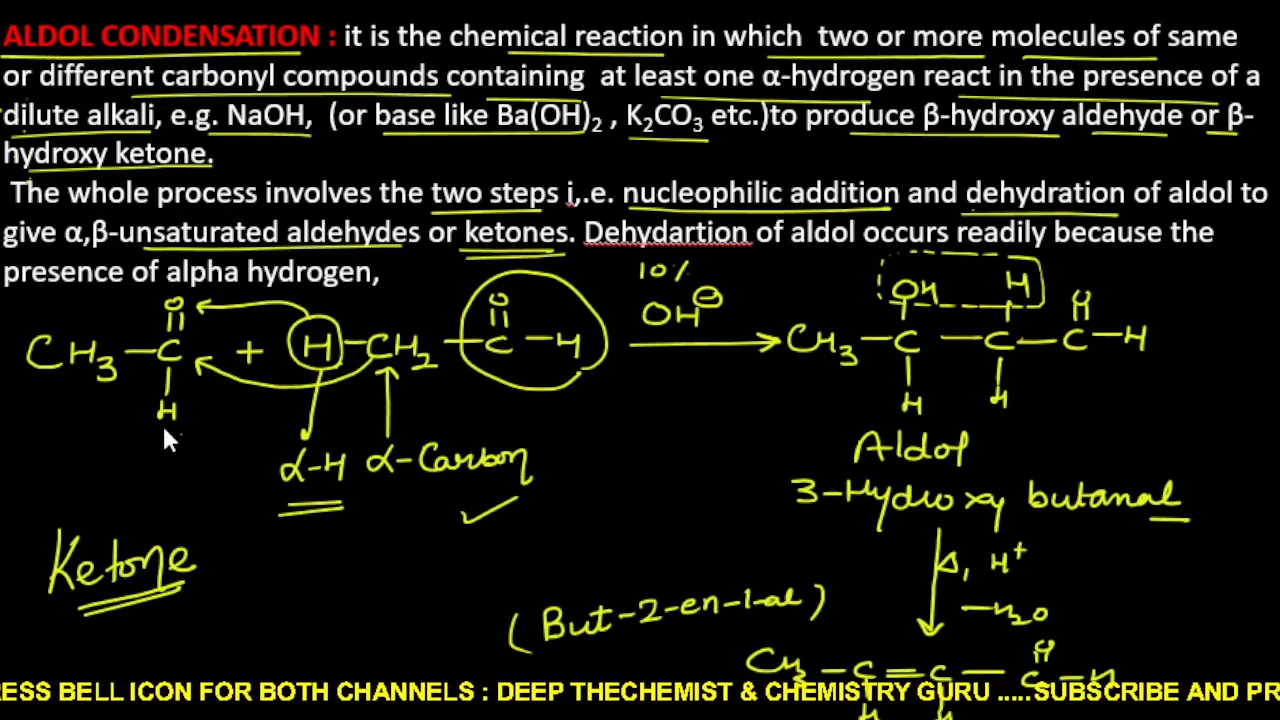 ALDOL CONDENSATION : it is the chemical reaction in which two or more molecules of same
or different carbonyl compounds containing at least one α-hydrogen react in the presence of a
dilute alkali, e.g. NaOH, (or base like Ba(OH)₂ , K₂CO₃ etc.)to produce β-hydroxy aldehyde or β-
hydroxy ketone.
The whole process involves the two steps i,.e. nucleophilic addition and dehydration of aldol to
give α,β-unsaturated aldehydes or ketones. Dehydartion of aldol occurs readily because the
presence of alpha hydrogen,
O O 10% OH H O
CH₃ – C + H – CH₂ – C – H OH⊖ CH₃ – C – C – C – H
H H H
α-H α-Carbon Aldol
3-Hydroxy butanal
Ketone Δ, H⁺
(But-2-en-1-al) –H₂O
O
CH₃ – C = C – C – H
H H
RESS BELL ICON FOR BOTH CHANNELS : DEEP THECHEMIST & CHEMISTRY GURU .....SUBSCRIBE AND PR